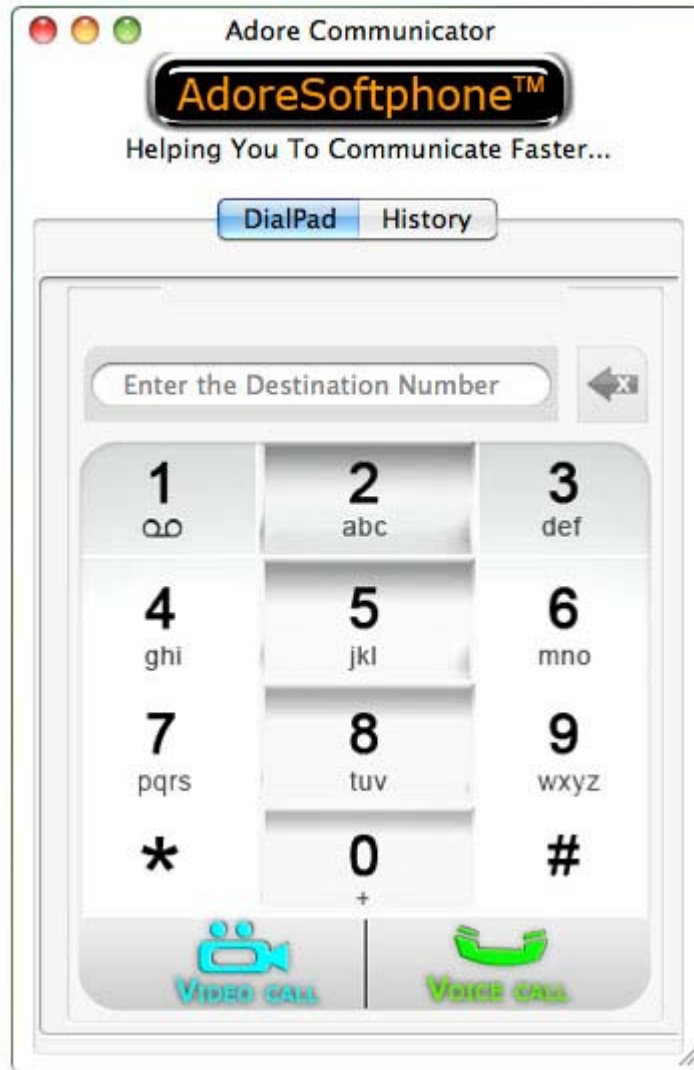 Adore Communicator
AdoreSoftphone™
Helping You To Communicate Faster...
DialPad History
Enter the Destination Number
x
1 2 3
abc def
4 5 6
ghi jkl mno
7 8 9
pqrs tuv wxyz
* 0 #
+
VIDEO CALL VOICE CALL